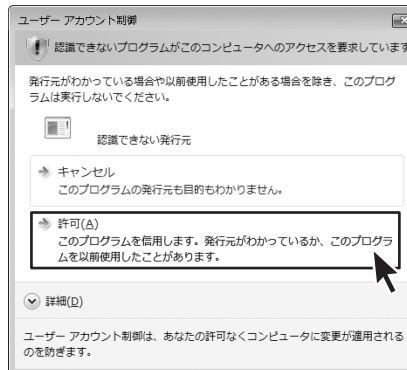 ユーザー アカウント制御
認識できないプログラムがこのコンピュータへのアクセスを要求しています
発行元がわかっている場合や以前使用したことがある場合を除き、このプログ
ラムは実行しないでください。
認識できない発行元
キャンセル
このプログラムの発行元も目的もわかりません。
許可(A)
このプログラムを信用します。発行元がわかっているか、このプログラ
ムを以前使用したことがあります。
詳細(D)
ユーザー アカウント制御は、あなたの許可なくコンピュータに変更が適用される
のを防ぎます。